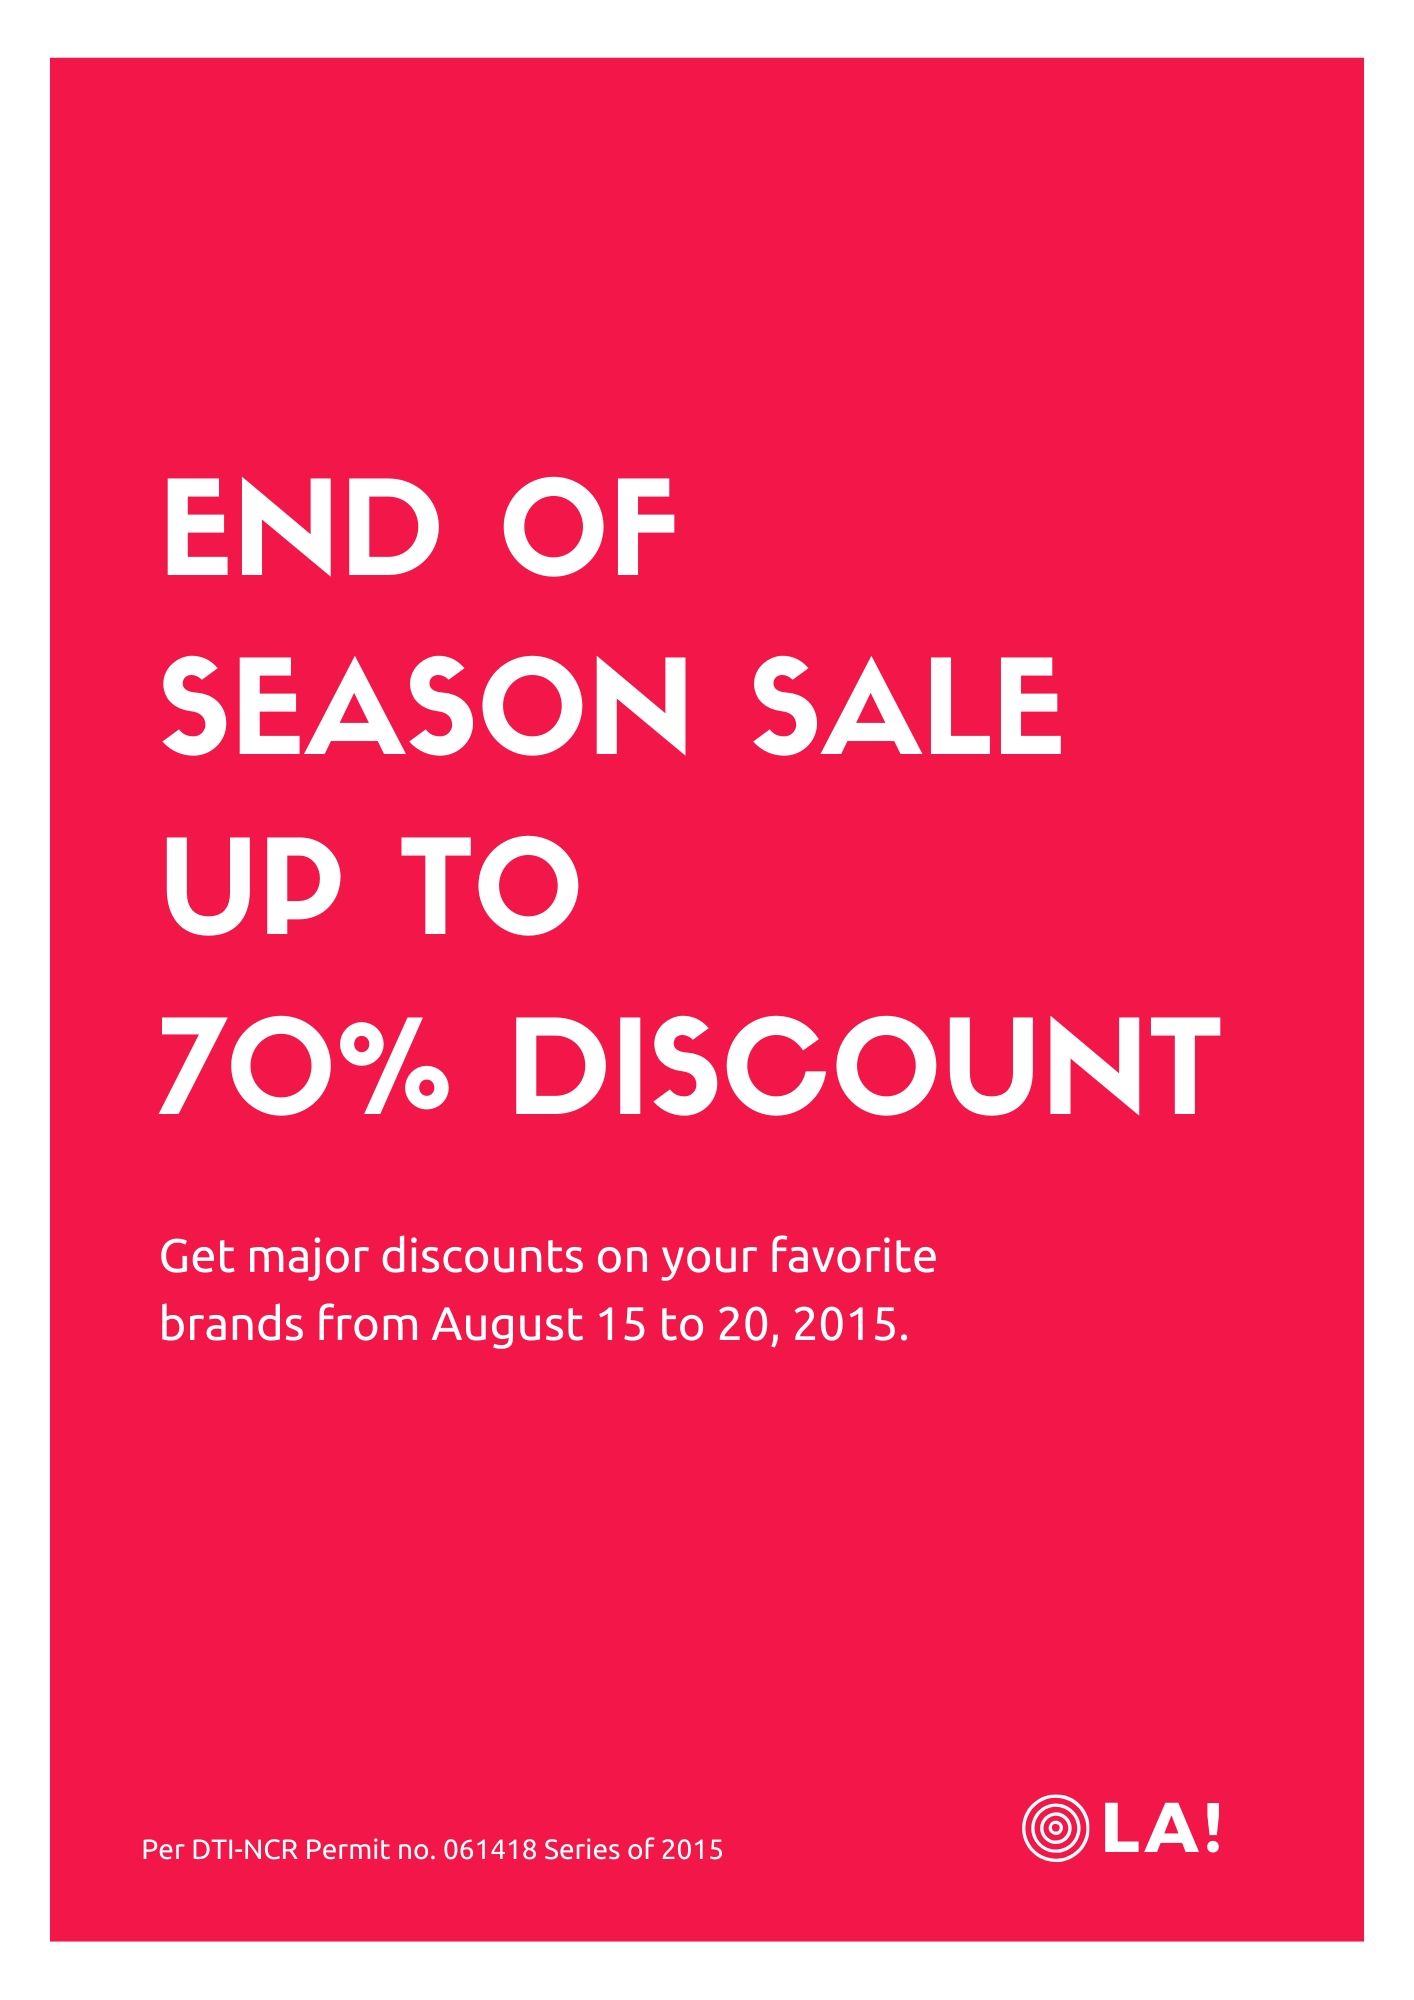 END OF
SEASON SALE
UP TO
70% DISCOUNT
Get major discounts on your favorite
brands from August 15 to 20, 2015.
Per DTI-NCR Permit no. 061418 Series of 2015
OLA!